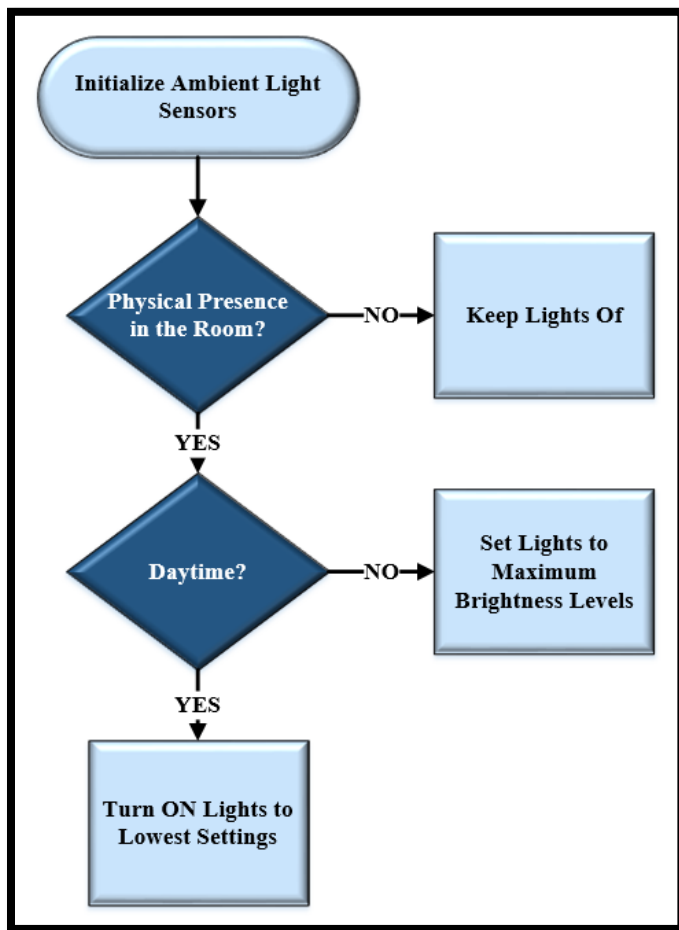 Initialize Ambient Light
Sensors
Physical Presence
in the Room?
NO
Keep Lights Of
YES
Daytime?
NO
Set Lights to
Maximum
Brightness Levels
YES
Turn ON Lights to
Lowest Settings